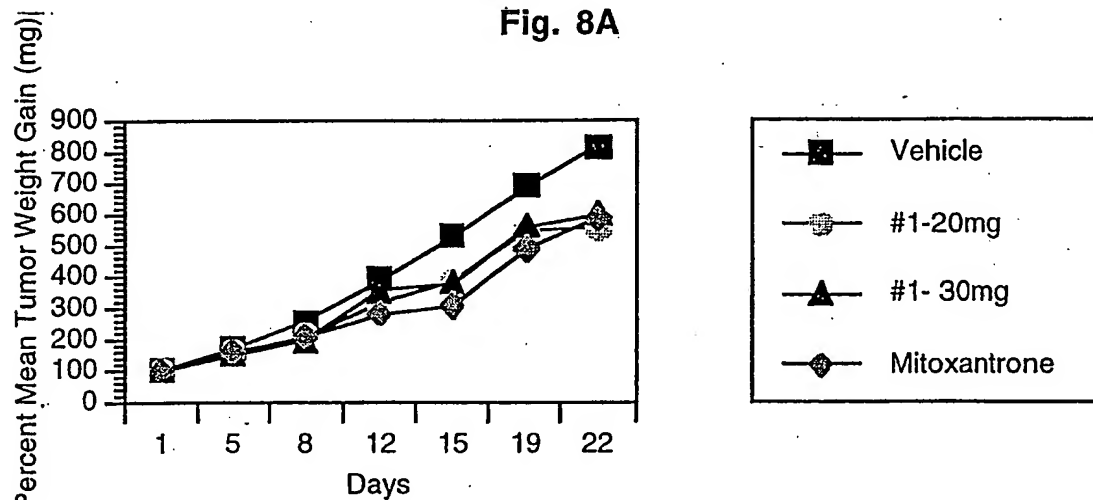 Fig. 8A
Percent Mean Tumor Weight Gain (mg)
900
800
700
600
500
400
300
200
100
0
1 5 8 12 15 19 22
Days
Vehicle
#1-20mg
#1- 30mg
Mitoxantrone